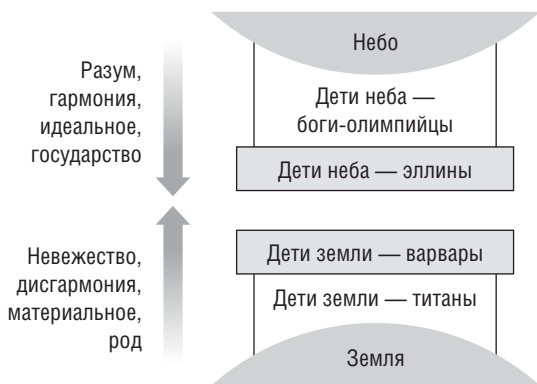 Небо
Разум,
гармония,
идеальное,
государство
Дети неба —
боги-олимпийцы
Дети неба — эллины
Невежество,
дисгармония,
материальное,
род
Дети земли — варвары
Дети земли — титаны
Земля